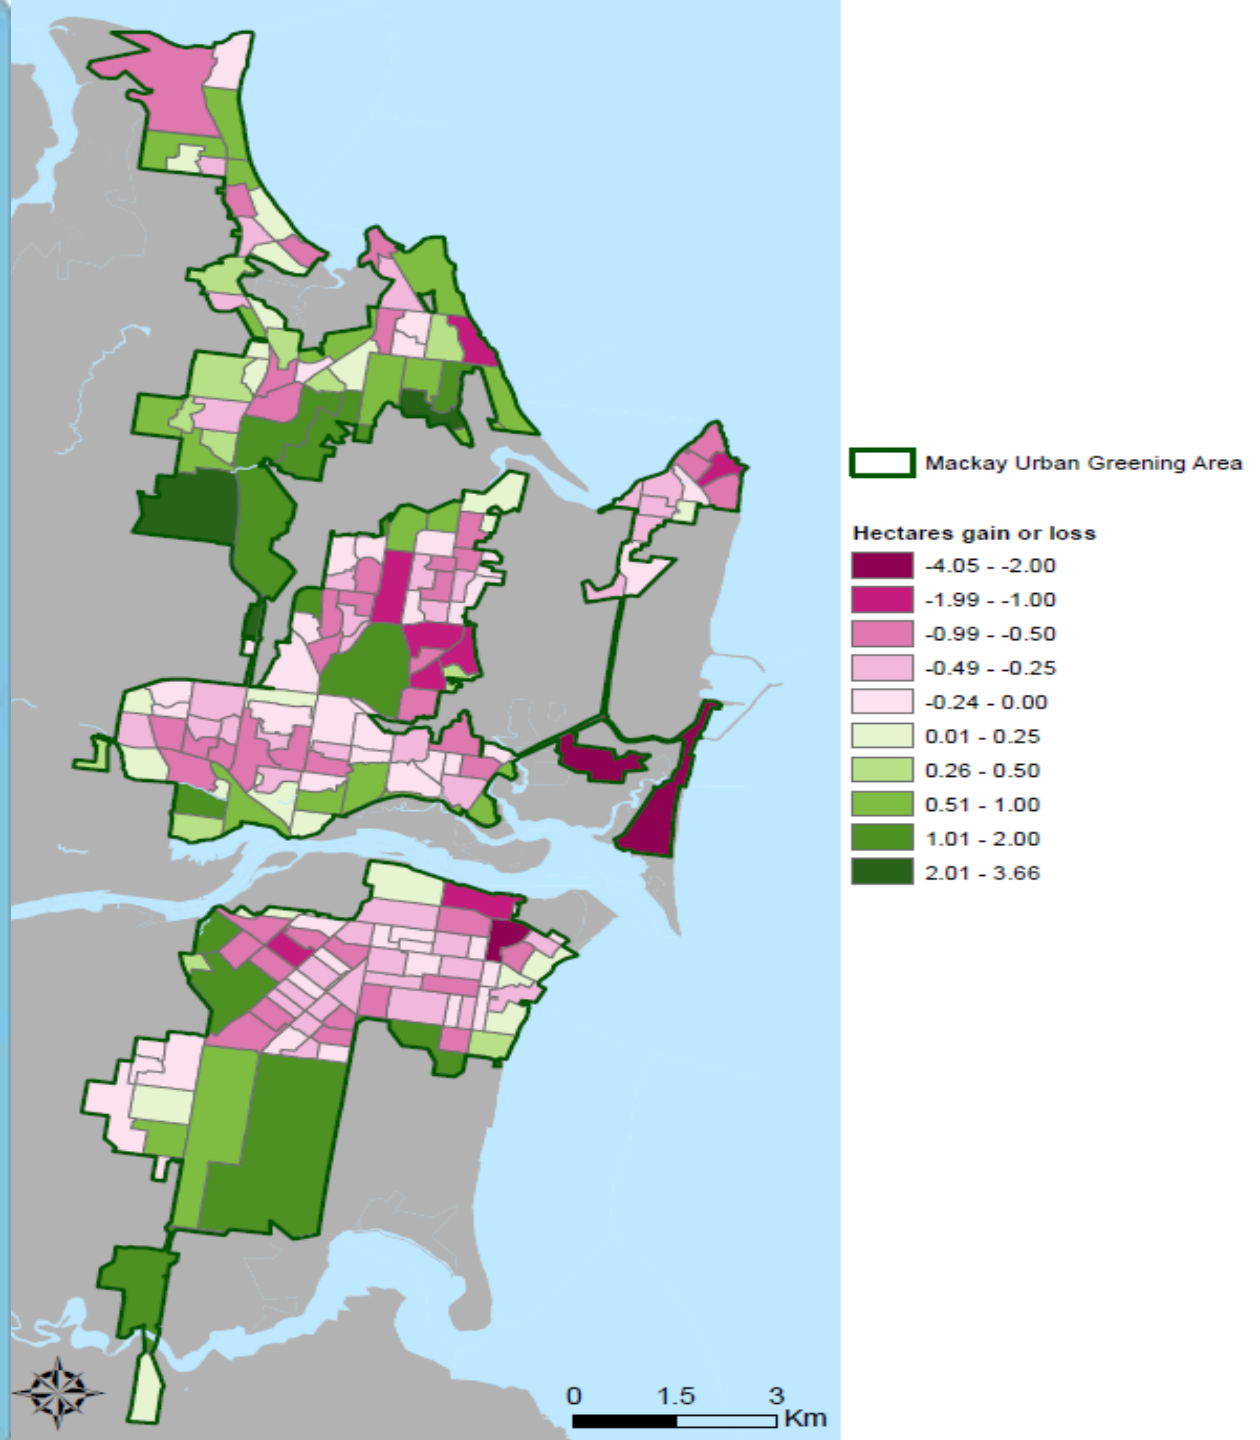 Mackay Urban Greening Area
Hectares gain or loss
-4.05 - -2.00
-1.99 - -1.00
-0.99 - -0.50
-0.49 - -0.25
-0.24 - 0.00
0.01 - 0.25
0.26 - 0.50
0.51 - 1.00
1.01 - 2.00
2.01 - 3.66
0 1.5 3
Km